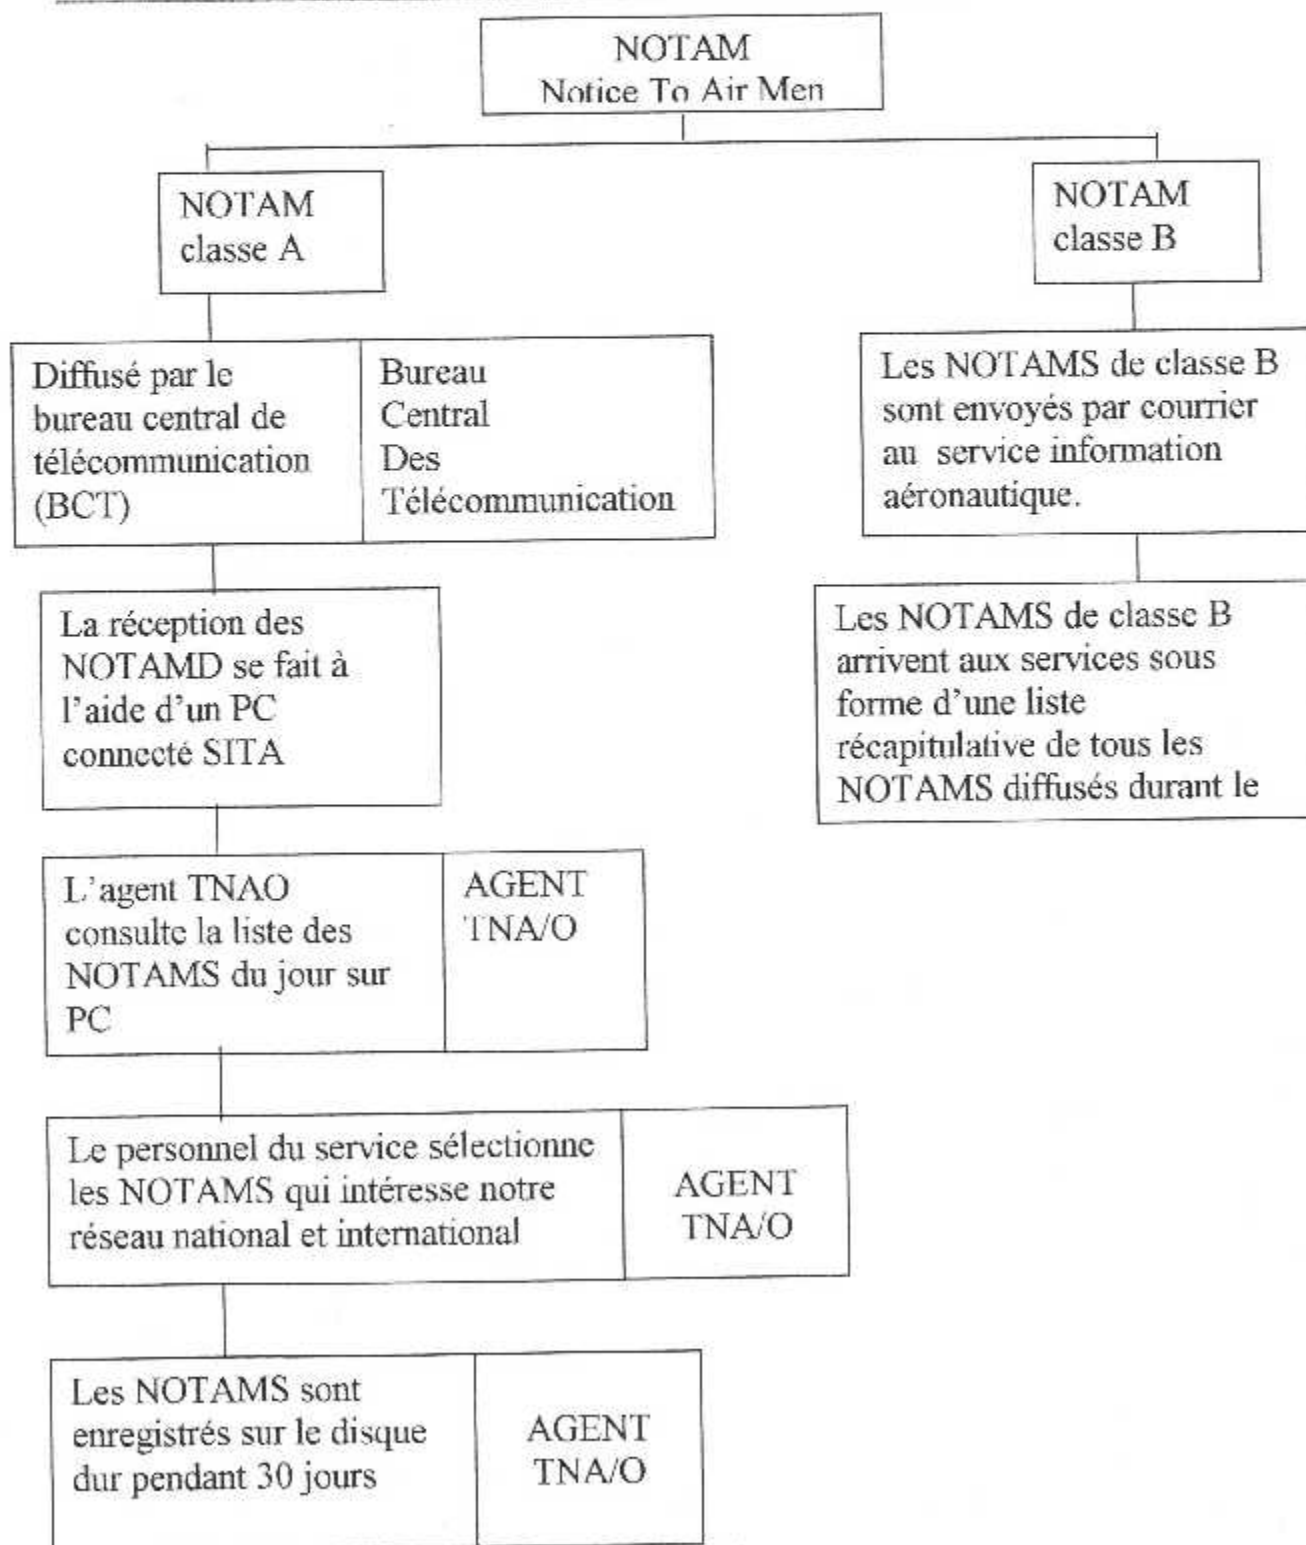 NOTAM
Notice To Air Men
NOTAM
classe A
NOTAM
classe B
Diffusé par le
bureau central de
télécommunication
(BCT)
Bureau
Central
Des
Télécommunication
Les NOTAMS de classe B
sont envoyés par courrier
au service information
aéronautique.
La réception des
NOTAMD se fait à
l'aide d'un PC
connecté SITA
Les NOTAMS de classe B
arrivent aux services sous
forme d'une liste
récapitulative de tous les
NOTAMS diffusés durant le
L'agent TNAO
consulte la liste des
NOTAMS du jour sur
PC
AGENT
TNA/O
Le personnel du service sélectionne
les NOTAMS qui intéresse notre
réseau national et international
AGENT
TNA/O
Les NOTAMS sont
enregistrés sur le disque
dur pendant 30 jours
AGENT
TNA/O